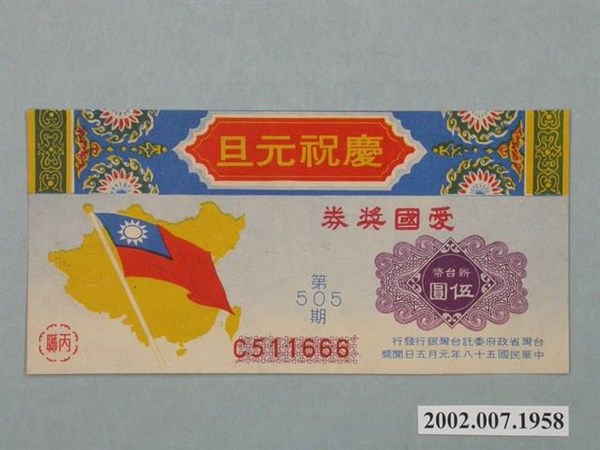 慶祝元旦
愛國獎券
第
505
期
新台幣
伍圓
丙聯
C511666
台灣省政府委託台灣銀行發行
中華民國五十八年元月五日開獎
2002.007.1958